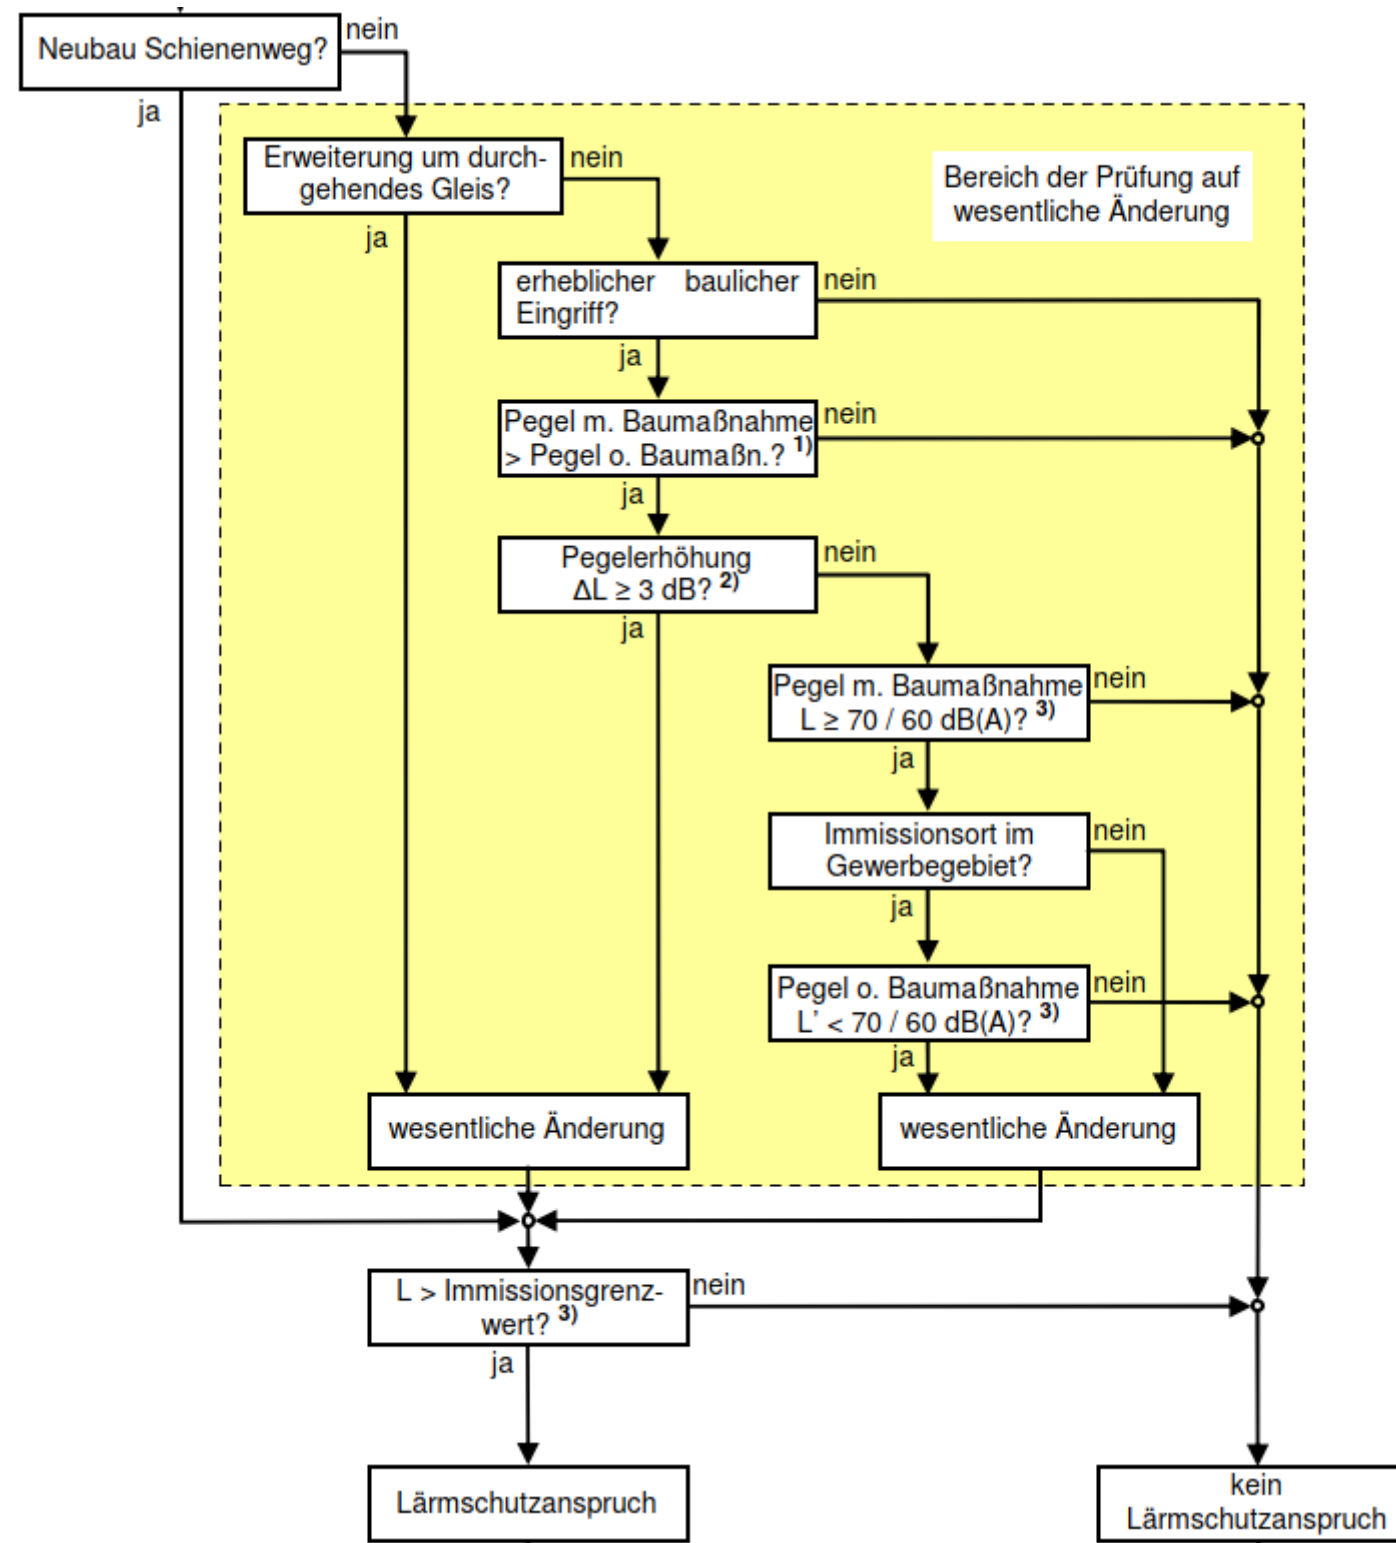 Neubau Schienenweg?
nein
ja
Erweiterung um durch-
gehendes Gleis?
nein
ja
Bereich der Prüfung auf
wesentliche Änderung
erheblicher baulicher
Eingriff?
nein
ja
Pegel m. Baumaßnahme
> Pegel o. Baumaßn.? 1)
nein
ja
Pegelerhöhung
ΔL ≥ 3 dB? 2)
nein
ja
Pegel m. Baumaßnahme
L ≥ 70 / 60 dB(A)? 3)
nein
ja
Immissionsort im
Gewerbegebiet?
nein
ja
Pegel o. Baumaßnahme
L' < 70 / 60 dB(A)? 3)
nein
ja
wesentliche Änderung
wesentliche Änderung
L > Immissionsgrenz-
wert? 3)
nein
ja
Lärmschutzanspruch
kein
Lärmschutzanspruch